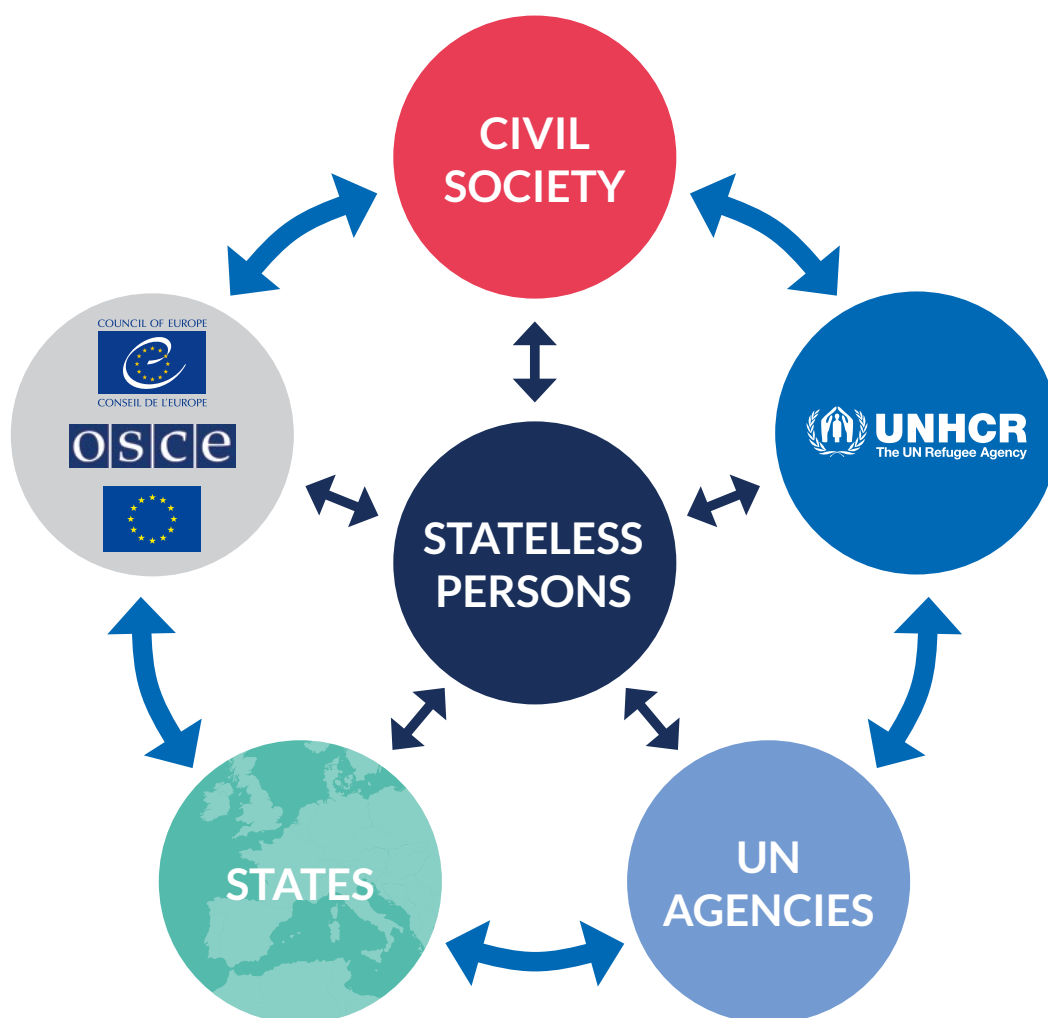 CIVIL
SOCIETY
COUNCIL OF EUROPE
CONSEIL DE L'EUROPE
osce
UNHCR
The UN Refugee Agency
STATELESS
PERSONS
STATES
UN
AGENCIES